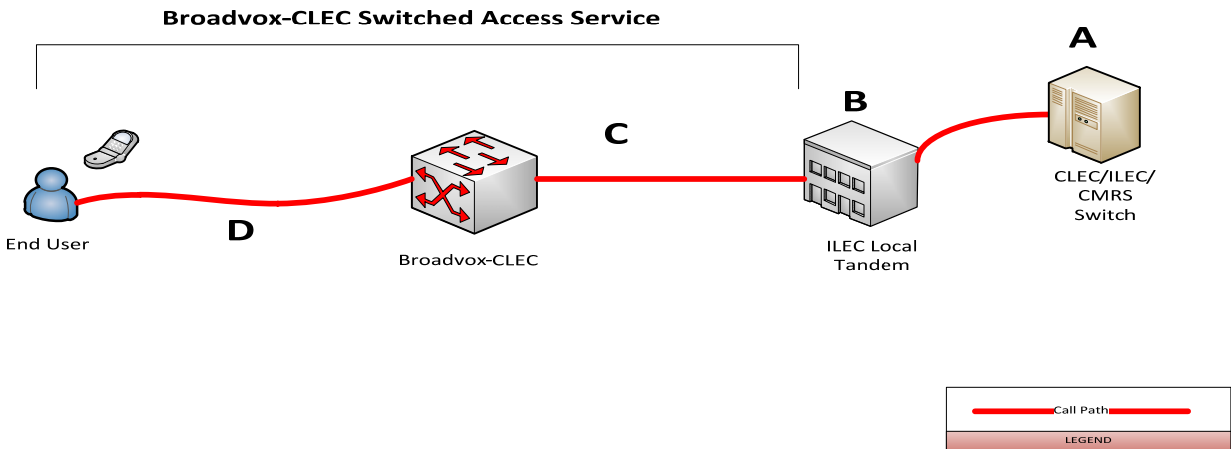 Broadvox-CLEC Switched Access Service
A
B
C
D
CLEC/ILEC/
CMRS
Switch
End User
Broadvox-CLEC
ILEC Local
Tandem
Call Path
LEGEND